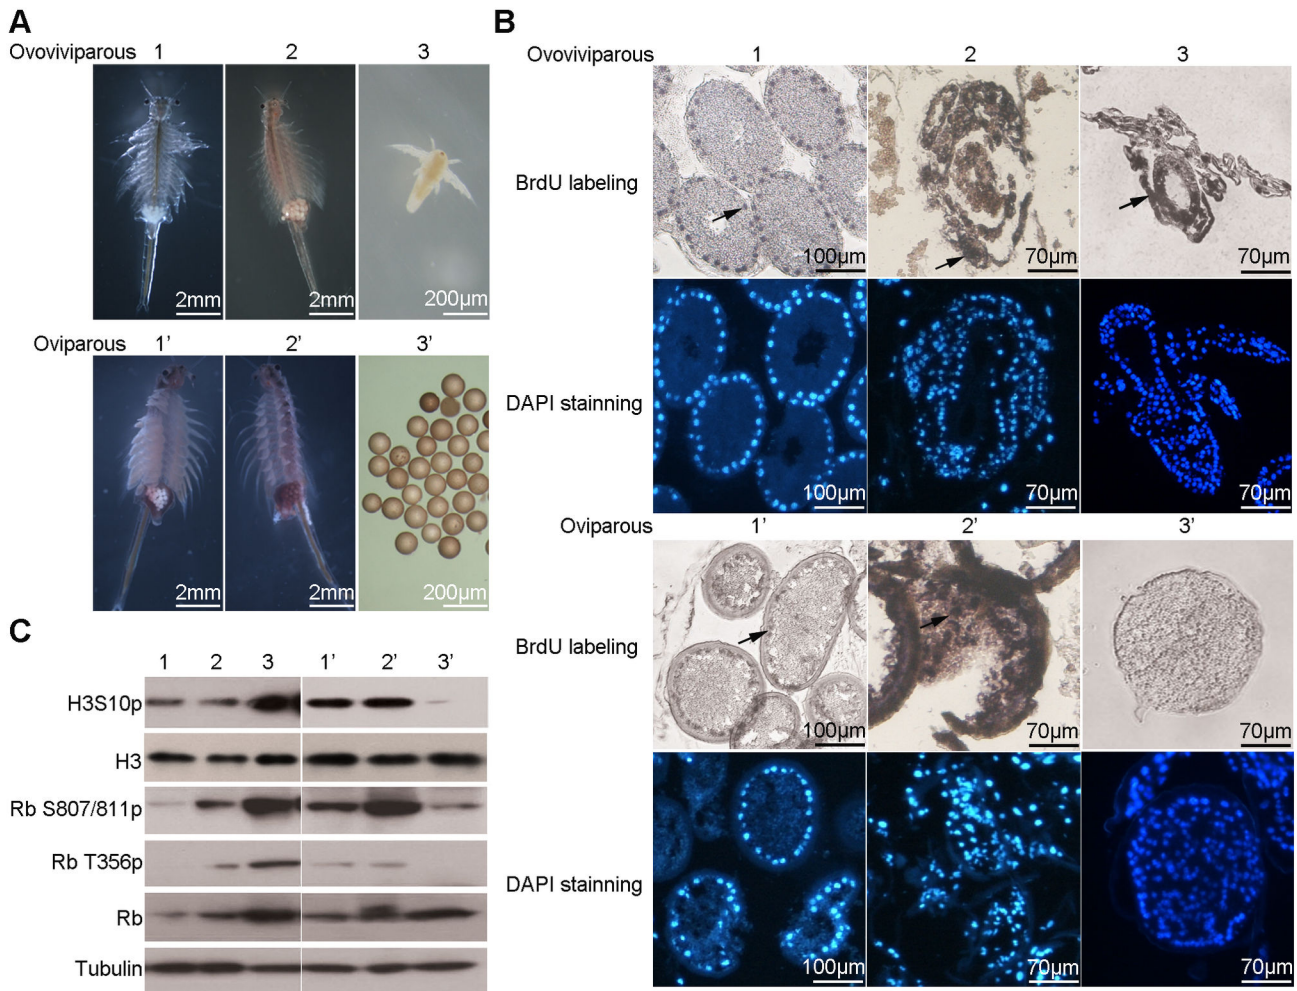 A
Ovoviviparous 1 2 3
2mm 2mm 200μm
Oviparous 1’ 2’ 3’
2mm 2mm 200μm
B
Ovoviviparous 1 2 3
BrdU labeling
100μm 70μm 70μm
DAPI stainning
100μm 70μm 70μm
Oviparous 1’ 2’ 3’
BrdU labeling
100μm 70μm 70μm
DAPI stainning
100μm 70μm 70μm
C
1 2 3 1’ 2’ 3’
H3S10p
H3
Rb S807/811p
Rb T356p
Rb
Tubulin